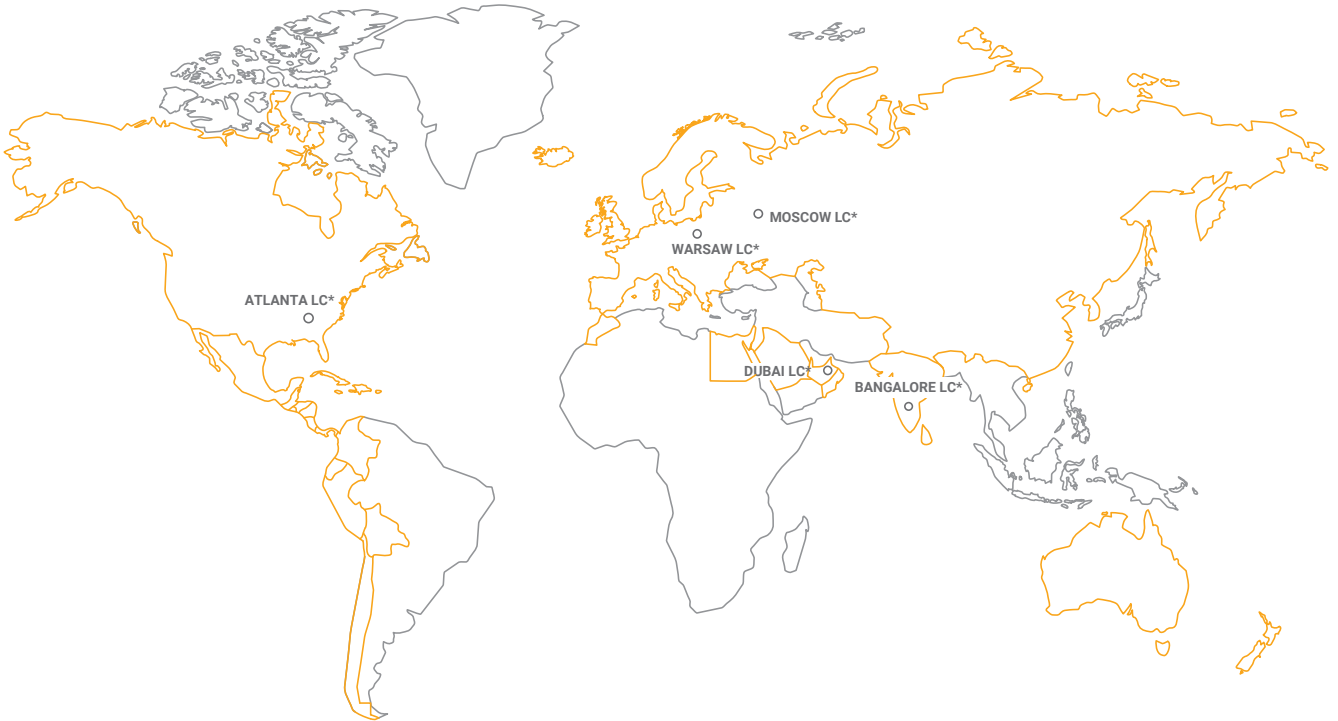 MOSCOW LC*
WARSAW LC*
ATLANTA LC*
DUBAI LC*
BANGALORE LC*